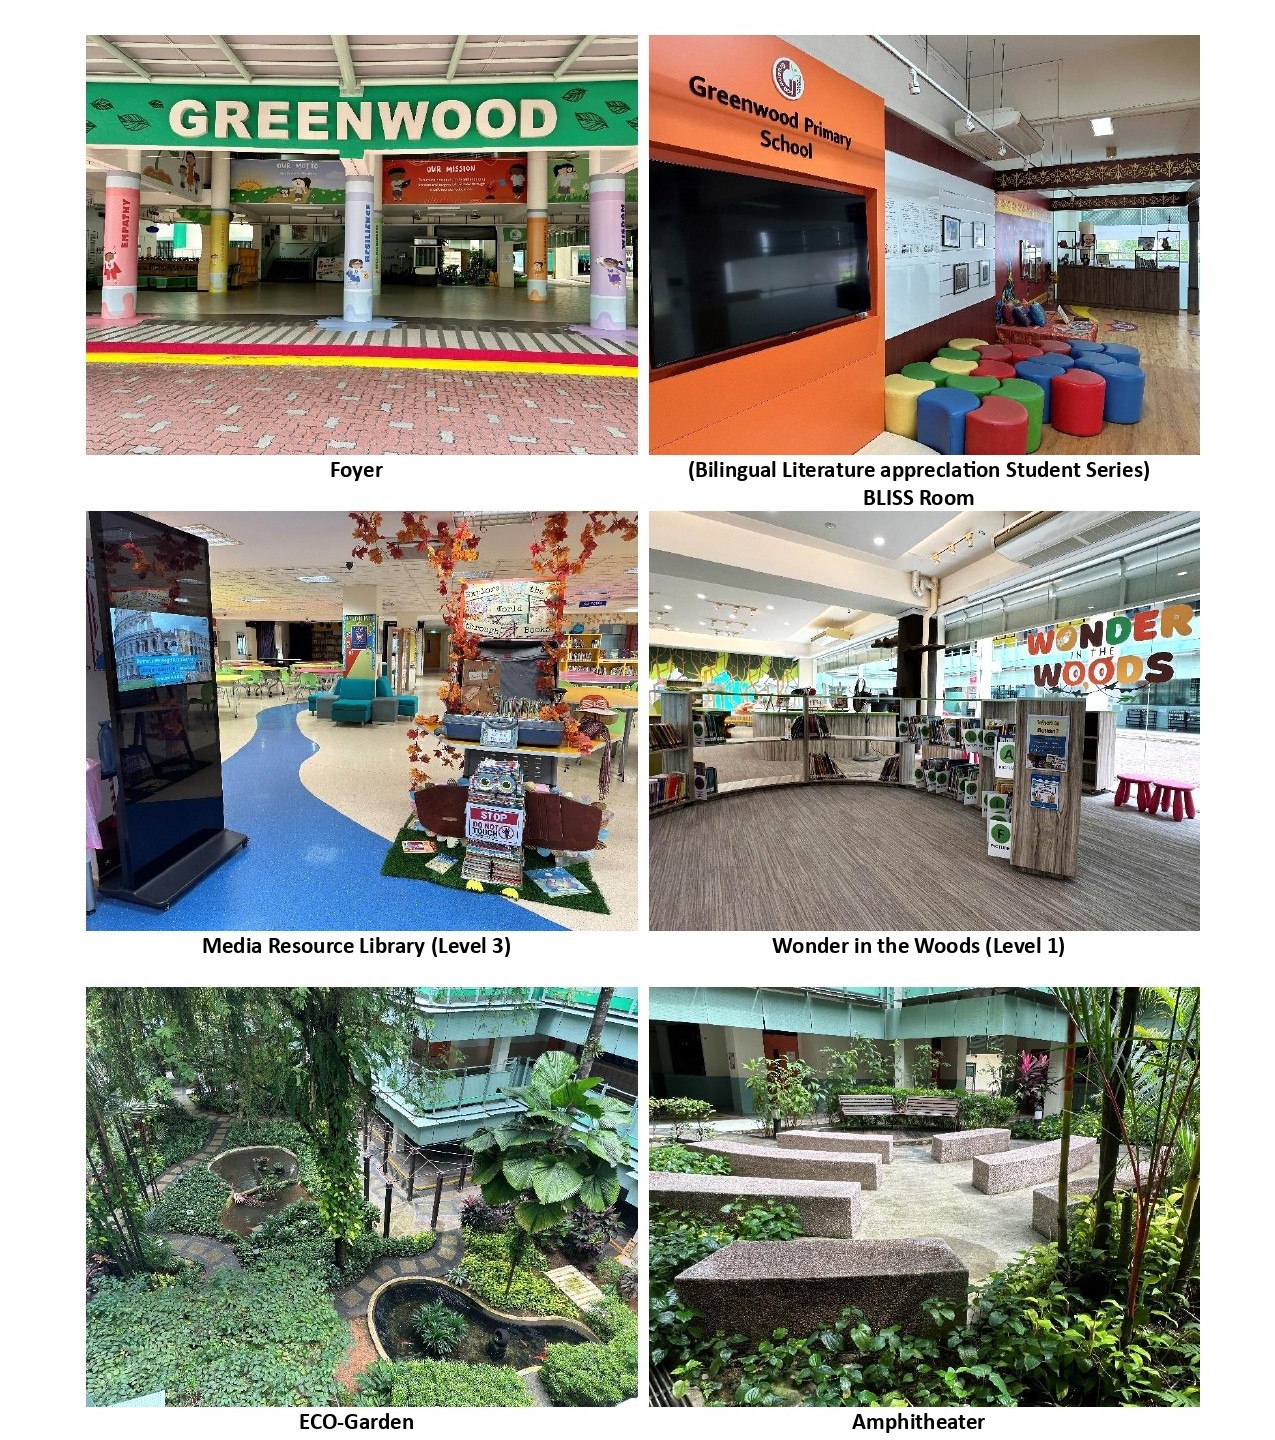 GREENWOOD
OUR MOTTO
OUR MISSION
EMPATHY
RESILIENCE
Foyer
Greenwood Primary
School
(Bilingual Literature apprecIation Student Series)
BLISS Room
Explore the
World
through Books
STOP
DO NOT
TOUCH
Media Resource Library (Level 3)
WONDER
IN THE
WOODS
A
F
PICTURE
Wonder in the Woods (Level 1)
ECO-Garden
Amphitheater